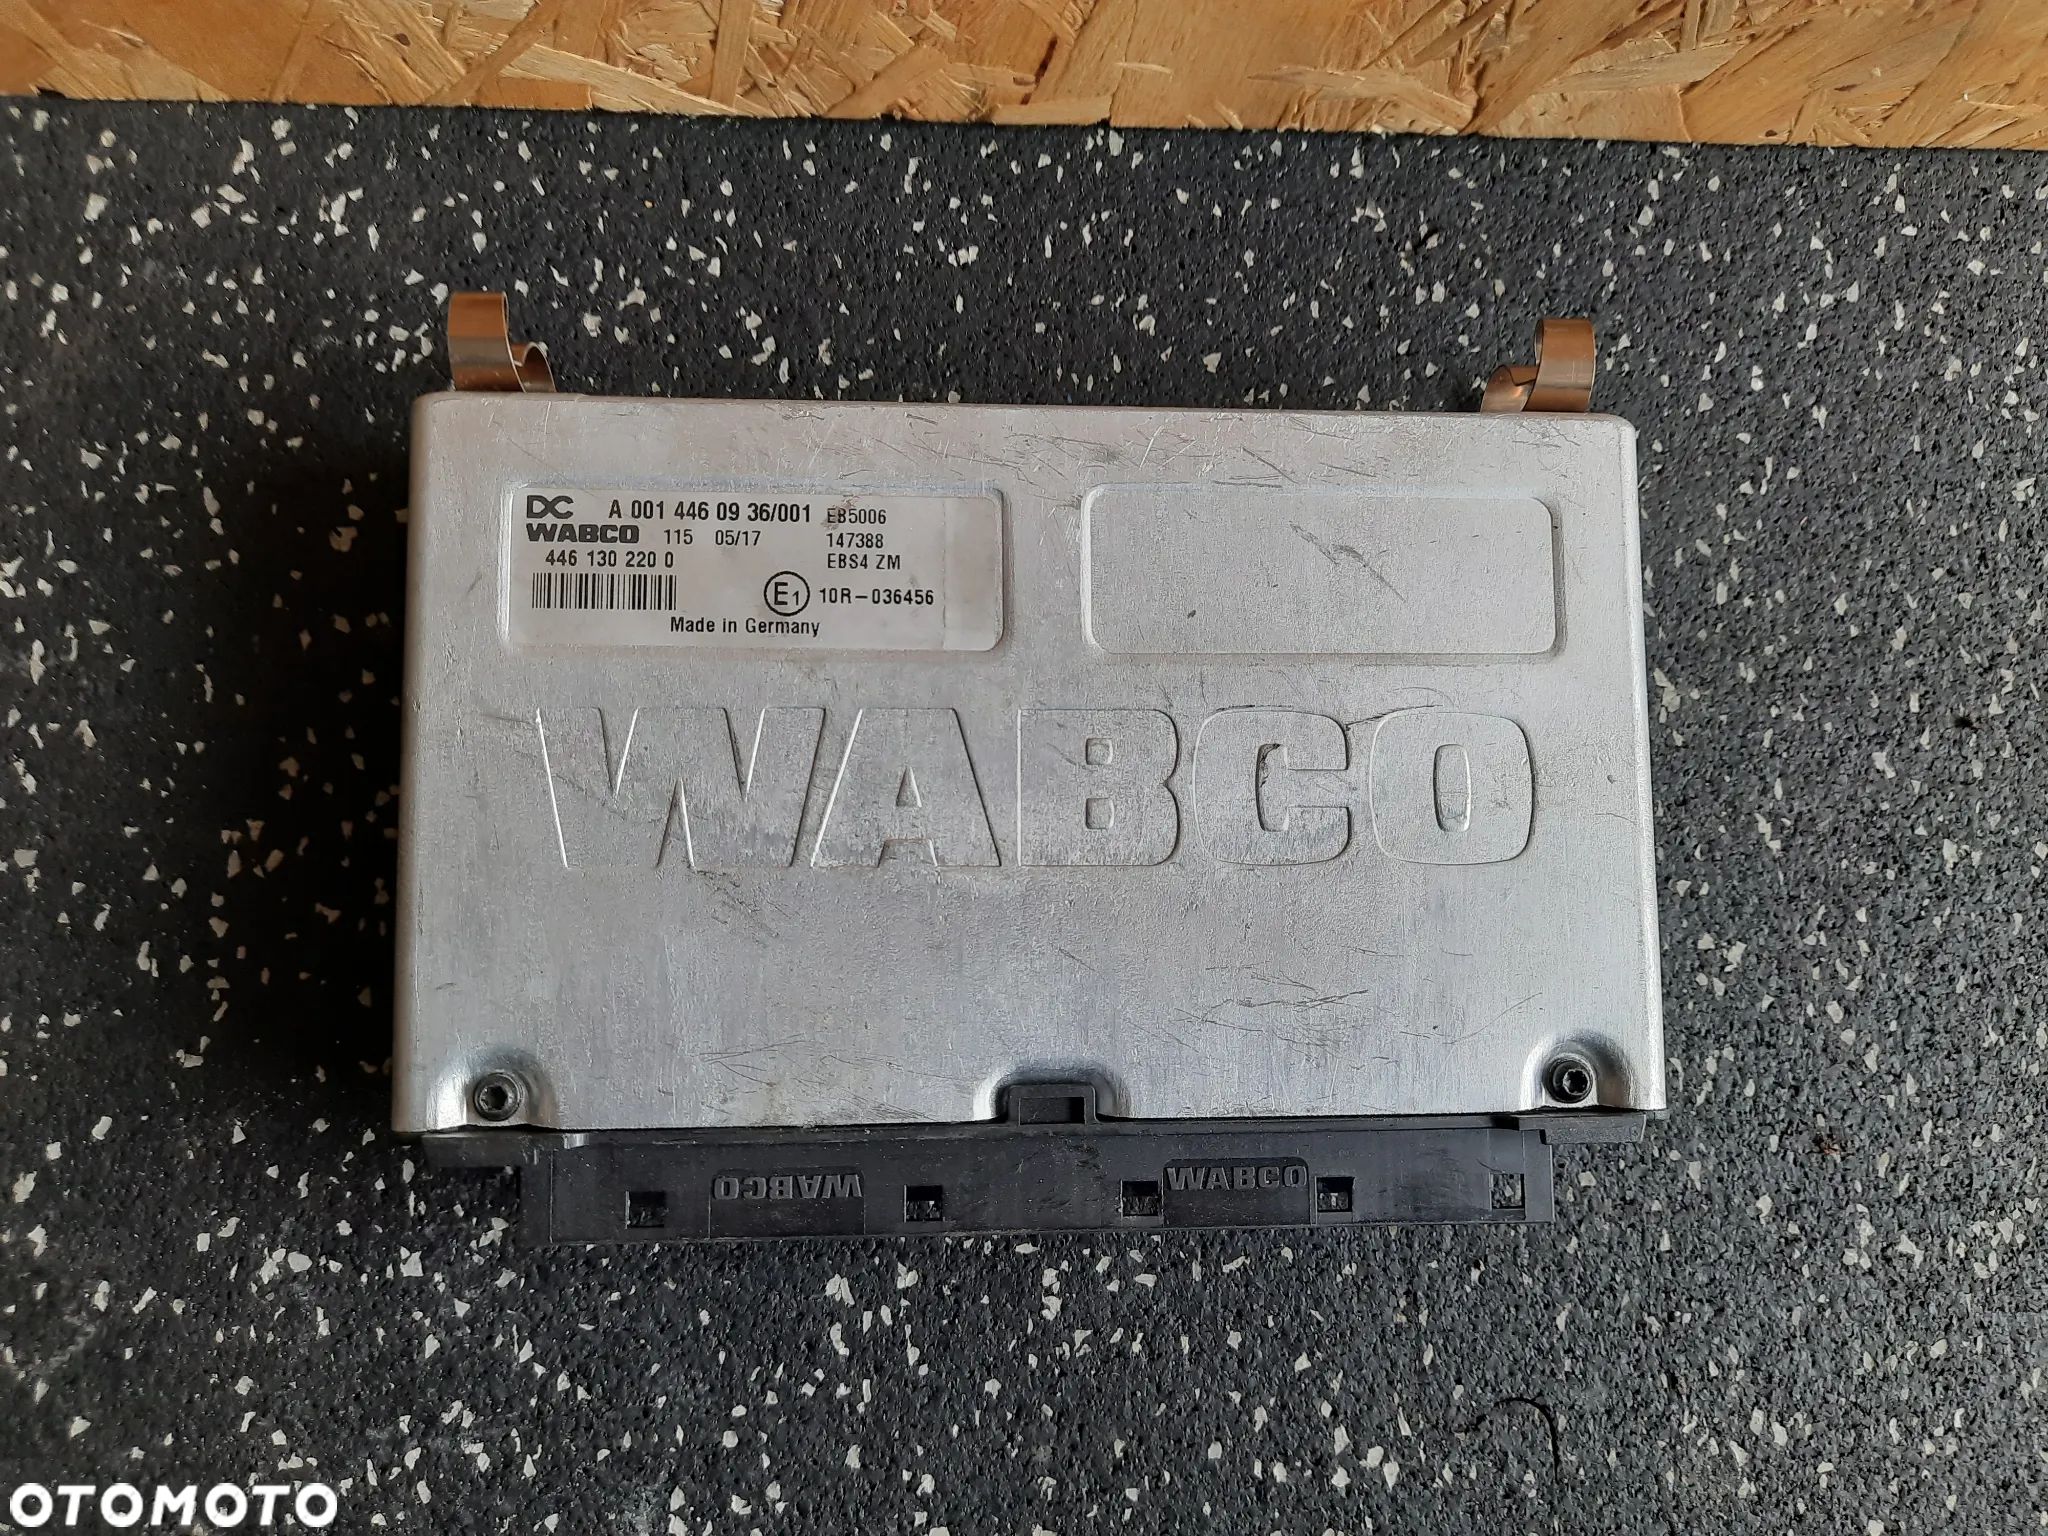 DC A 001 446 09 36/001 EB5006
WABCO 115 05/17 147388
446 130 220 0 EBS4 ZM
E1 10R-036456
Made in Germany
WABCO
WABCO WABCO
OTOMOTO